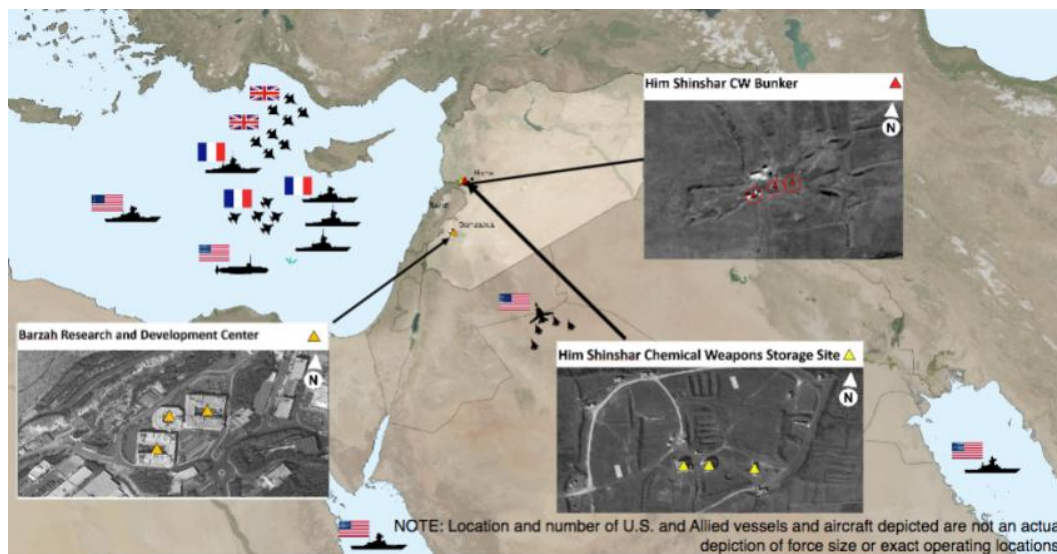 Him Shinshar CW Bunker
N
Homs
Beirut
Damascus
Barzah Research and Development Center
N
Him Shinshar Chemical Weapons Storage Site
N
NOTE: Location and number of U.S. and Allied vessels and aircraft depicted are not an actua
depiction of force size or exact operating locations